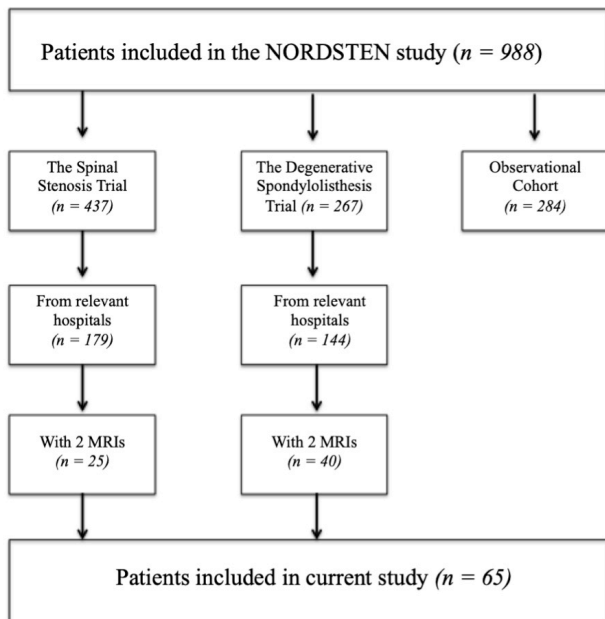 Patients included in the NORDSTEN study (n = 988)
The Spinal
Stenosis Trial
(n = 437)
The Degenerative
Spondylolisthesis
Trial (n = 267)
Observational
Cohort
(n = 284)
From relevant
hospitals
(n = 179)
From relevant
hospitals
(n = 144)
With 2 MRIs
(n = 25)
With 2 MRIs
(n = 40)
Patients included in current study (n = 65)